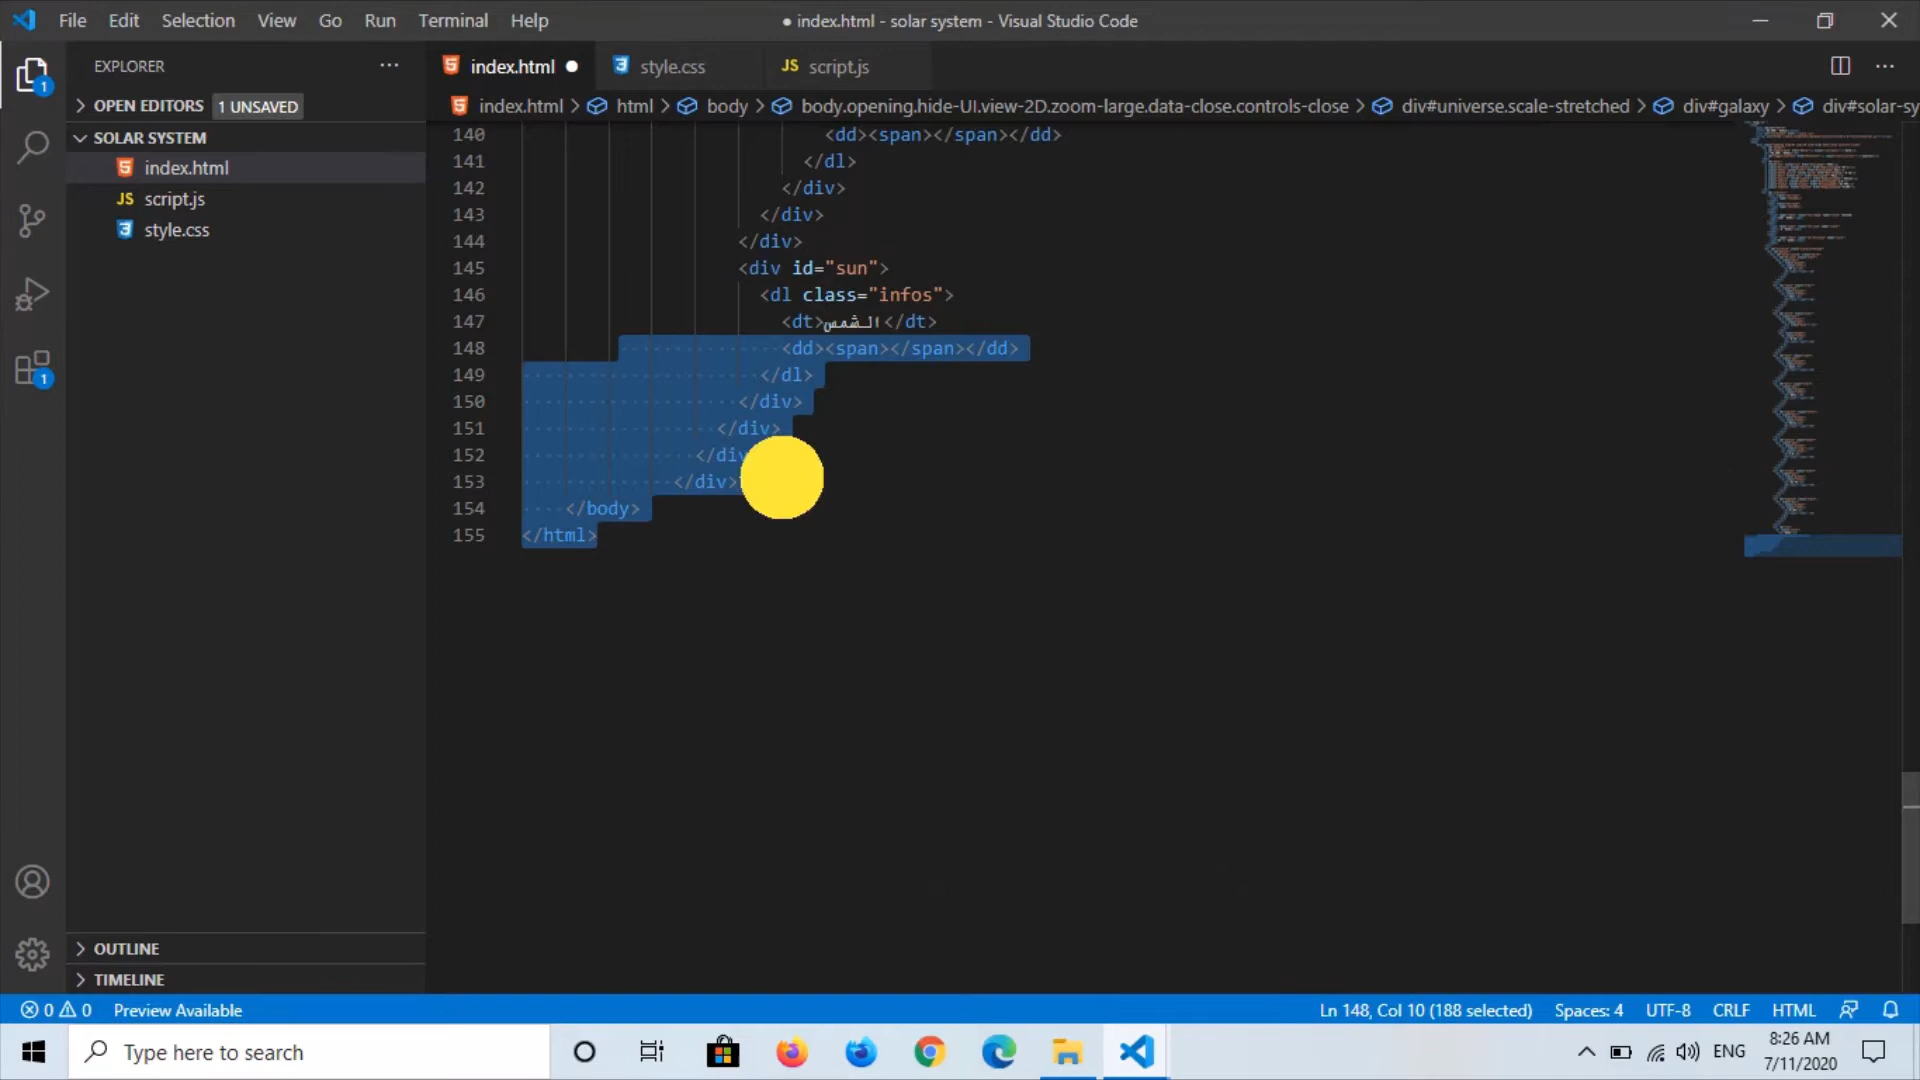 File Edit Selection View Go Run Terminal Help
● index.html - solar system - Visual Studio Code
EXPLORER
index.html ● style.css JS script.js
OPEN EDITORS 1 UNSAVED
index.html > html > body > body.opening.hide-UI.view-2D.zoom-large.data-close.controls-close > div#universe.scale-stretched > div#galaxy > div#solar-sy
SOLAR SYSTEM
index.html
JS script.js
style.css
1
1
140 <dd><span></span></dd>
141 </dl>
142 </div>
143 </div>
144 </div>
145 <div id="sun">
146 <dl class="infos">
147 <dt>الشمس</dt>
148 <dd><span></span></dd>
149 </dl>
150 </div>
151 </div>
152 </div
153 </div>
154 </body>
155 </html>
OUTLINE
TIMELINE
0 0 Preview Available
Ln 148, Col 10 (188 selected) Spaces: 4 UTF-8 CRLF HTML
Type here to search
ENG
8:26 AM
7/11/2020